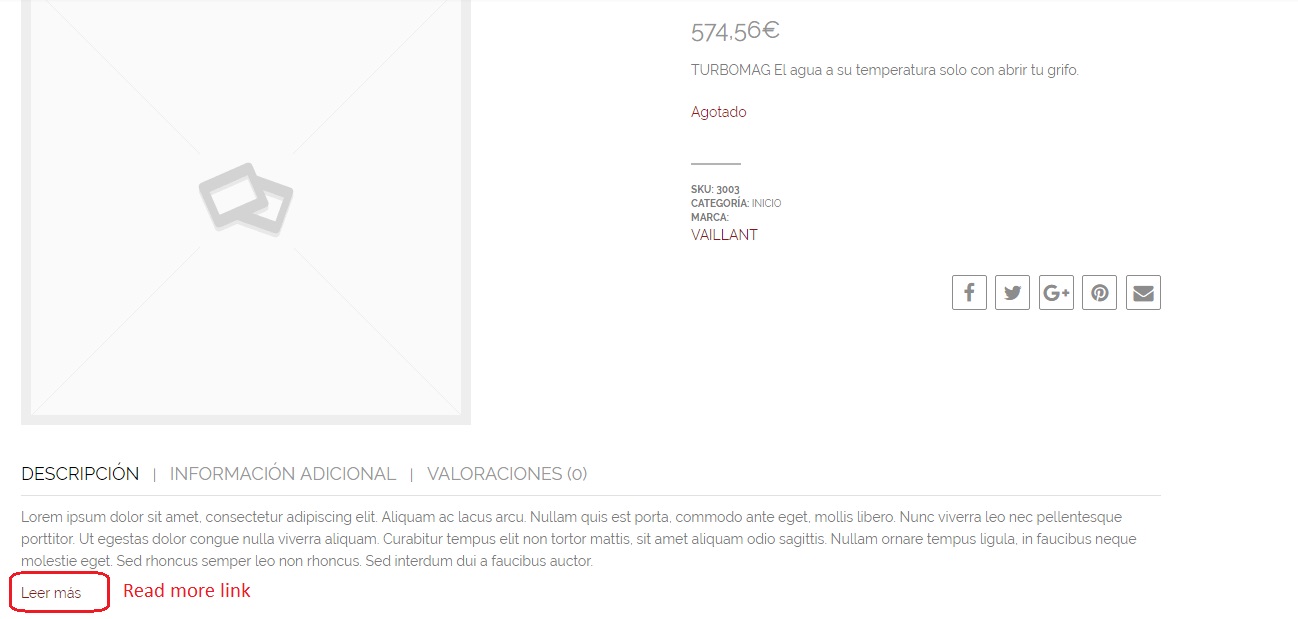 574,56€
TURBOMAG El agua a su temperatura solo con abrir tu grifo.
Agotado
SKU: 3003
CATEGORÍA: INICIO
MARCA:
VAILLANT
f G+
DESCRIPCIÓN | INFORMACIÓN ADICIONAL | VALORACIONES (0)
Lorem ipsum dolor sit amet, consectetur adipiscing elit. Aliquam ac lacus arcu. Nullam quis est porta, commodo ante eget, mollis libero. Nunc viverra leo nec pellentesque
porttitor. Ut egestas dolor congue nulla viverra aliquam. Curabitur tempus elit non tortor mattis, sit amet aliquam odio sagittis. Nullam ornare tempus ligula, in faucibus neque
molestie eget. Sed rhoncus semper leo non rhoncus. Sed interdum dui a faucibus auctor.
Leer más Read more link